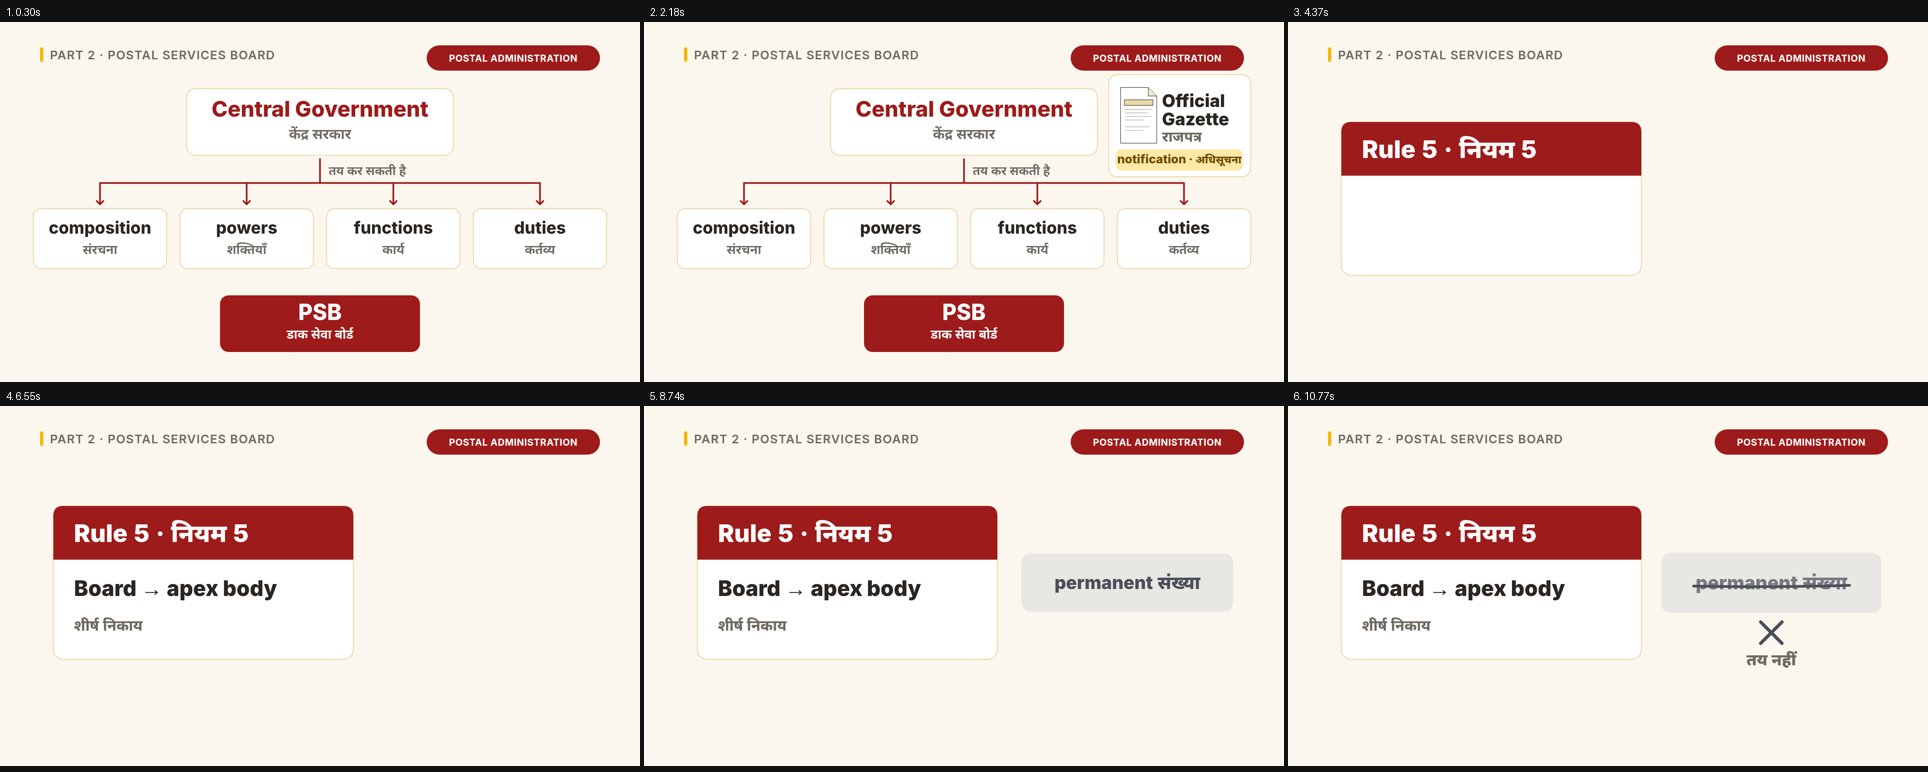 1. 0.30s
PART 2 · POSTAL SERVICES BOARD
POSTAL ADMINISTRATION
Central Government
केंद्र सरकार
तय कर सकती है
composition
संरचना
powers
शक्तियाँ
functions
कार्य
duties
कर्तव्य
PSB
डाक सेवा बोर्ड
2. 2.18s
PART 2 · POSTAL SERVICES BOARD
POSTAL ADMINISTRATION
Central Government
केंद्र सरकार
Official
Gazette
राजपत्र
notification · अधिसूचना
तय कर सकती है
composition
संरचना
powers
शक्तियाँ
functions
कार्य
duties
कर्तव्य
PSB
डाक सेवा बोर्ड
3. 4.37s
PART 2 · POSTAL SERVICES BOARD
POSTAL ADMINISTRATION
Rule 5 · नियम 5
4. 6.55s
PART 2 · POSTAL SERVICES BOARD
POSTAL ADMINISTRATION
Rule 5 · नियम 5
Board → apex body
शीर्ष निकाय
5. 8.74s
PART 2 · POSTAL SERVICES BOARD
POSTAL ADMINISTRATION
Rule 5 · नियम 5
Board → apex body
शीर्ष निकाय
permanent संख्या
6. 10.77s
PART 2 · POSTAL SERVICES BOARD
POSTAL ADMINISTRATION
Rule 5 · नियम 5
Board → apex body
शीर्ष निकाय
permanent संख्या
तय नहीं